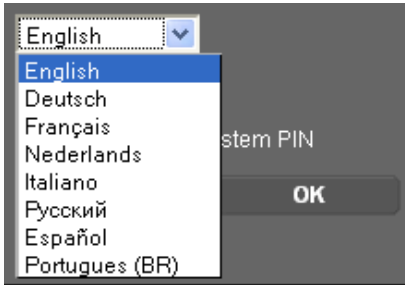 English
English
Deutsch
Français
Nederlands
Italiano
Русский
Español
Portugues (BR)
stem PIN
OK